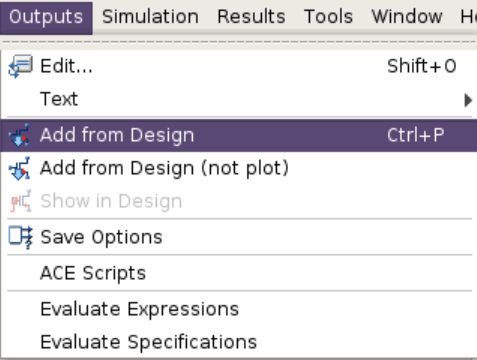 Outputs Simulation Results Tools Window
Edit... Shift+O
Text
Add from Design Ctrl+P
Add from Design (not plot)
Show in Design
Save Options
ACE Scripts
Evaluate Expressions
Evaluate Specifications